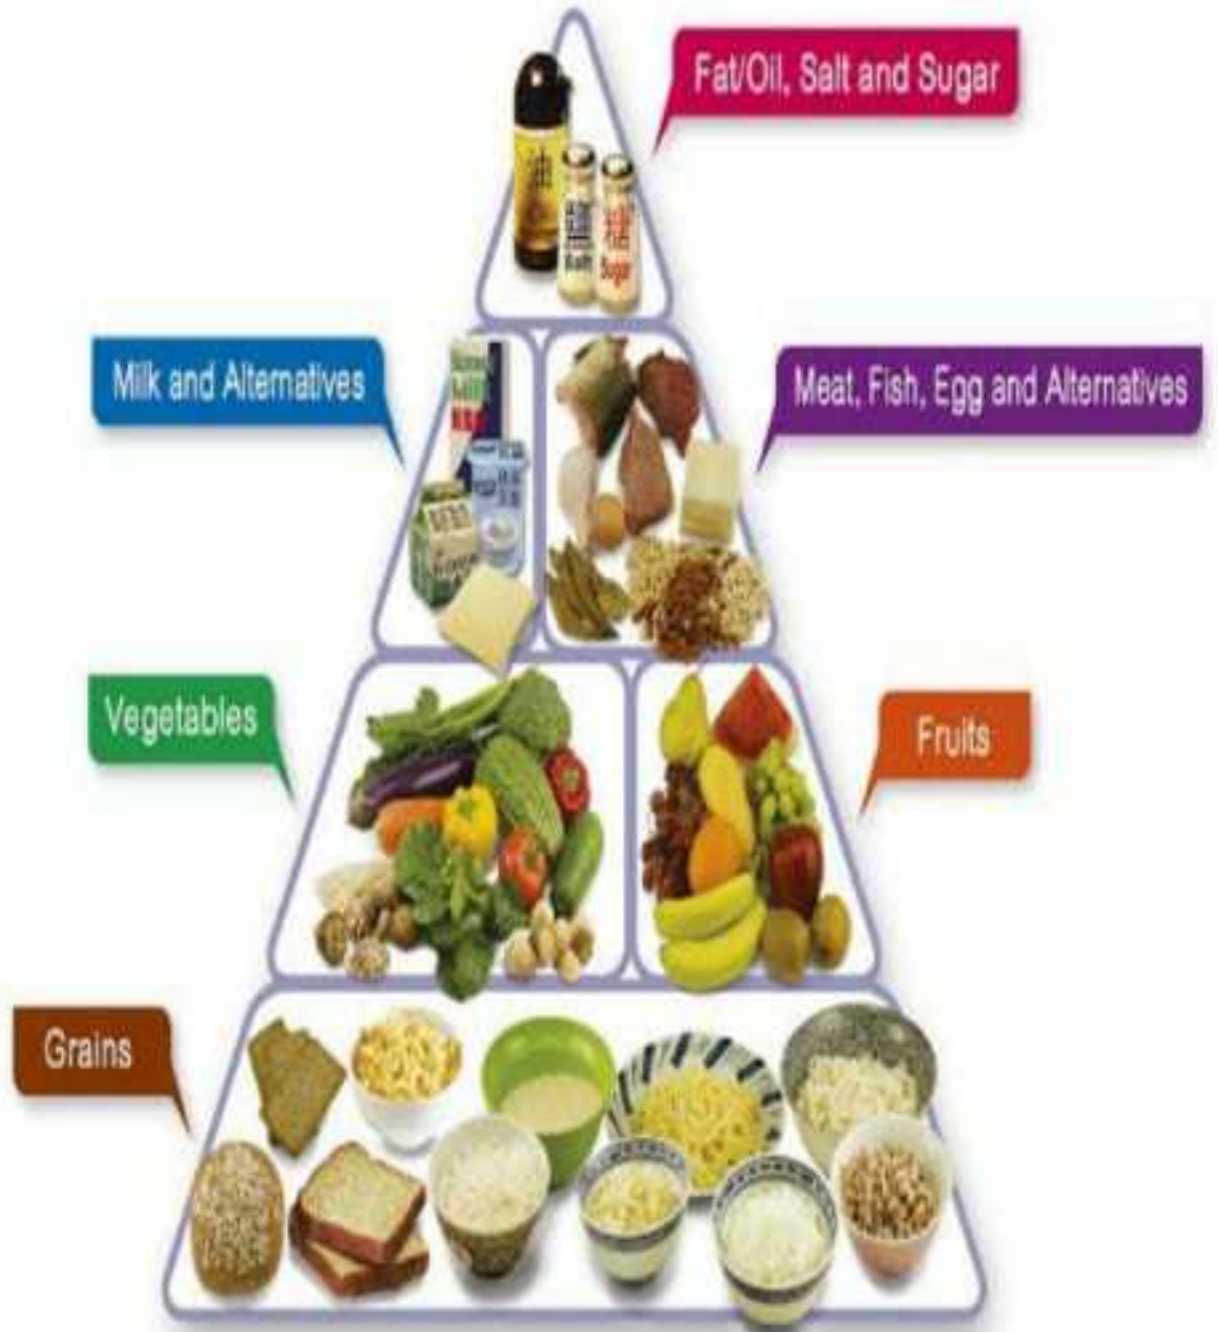 Fat/Oil, Salt and Sugar
油
鹽
Salt
糖
Sugar
Milk and Alternatives
Meat, Fish, Egg and Alternatives
Vegetables
Fruits
Grains